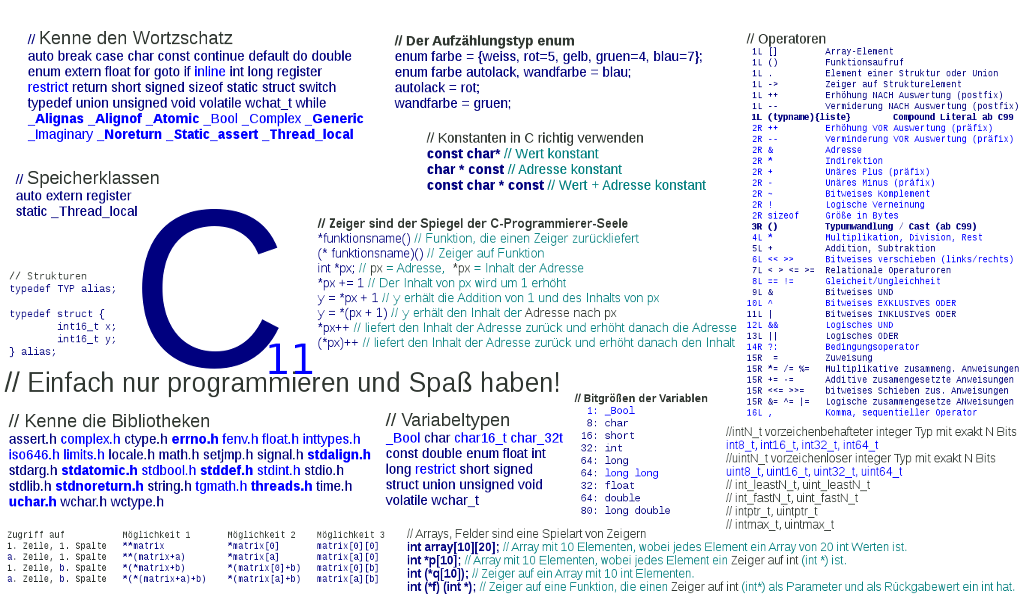 // Kenne den Wortzschatz
auto break case char const continue default do double
enum extern float for goto if inline int long register
restrict return short signed sizeof static struct switch
typedef union unsigned void volatile wchat_t while
_Alignas _Alignof _Atomic _Bool _Complex _Generic
_Imaginary _Noreturn _Static_assert _Thread_local
// Der Aufzählungstyp enum
enum farbe = {weiss, rot=5, gelb, gruen=4, blau=7};
enum farbe autolack, wandfarbe = blau;
autolack = rot;
wandfarbe = gruen;
// Konstanten in C richtig verwenden
const char* // Wert konstant
char * const // Adresse konstant
const char * const // Wert + Adresse konstant
// Operatoren
1L [] Array-Element
1L () Funktionsaufruf
1L . Element einer Struktur oder Union
1L -> Zeiger auf Strukturelement
1L ++ Erhöhung NACH Auswertung (postfix)
1L -- Verminderung NACH Auswertung (postfix)
1L (typname){liste} Compound Literal ab C99
2R ++ Erhöhung VOR Auswertung (präfix)
2R -- Verminderung VOR Auswertung (präfix)
2R & Adresse
2R * Indirektion
2R + Unäres Plus (präfix)
2R - Unäres Minus (präfix)
2R ~ Bitweises Komplement
2R ! Logische Verneinung
2R sizeof Größe in Bytes
3R () Typumwandlung / Cast (ab C99)
4L * Multiplikation, Division, Rest
5L + Addition, Subtraktion
6L << >> Bitweises verschieben (links/rechts)
7L < > <= >= Relationale Operatororen
8L == != Gleicheit/Ungleichheit
9L & Bitweises UND
10L ^ Bitweises EXKLUSIVES ODER
11L | Bitweises INKLUSIVES ODER
12L && Logisches UND
13L || Logisches ODER
14R ?: Bedingungsoperator
15R = Zuweisung
15R *= /= %= Multiplikative zusammeng. Anweisungen
15R += -= Additive zusamengesetzte Anweisungen
15R <<= >>= bitweises Schieben zus. Anweisungen
15R &= ^= |= Logische zusammengesetze ANweisungen
16L , Komma, sequentieller Operator
// Speicherklassen
auto extern register
static _Thread_local
C
11
// Zeiger sind der Spiegel der C-Programmierer-Seele
*funktionsname() // Funktion, die einen Zeiger zurückliefert
(* funktionsname)() // Zeiger auf Funktion
int *px; // px = Adresse, *px = Inhalt der Adresse
*px += 1 // Der Inhalt von px wird um 1 erhöht
y = *px + 1 // y erhält die Addition von 1 und des Inhalts von px
y = *(px + 1) // y erhält den Inhalt der Adresse nach px
*px++ // liefert den Inhalt der Adresse zurück und erhöht danach die Adresse
(*px)++ // liefert den Inhalt der Adresse zurück und erhöht danach den Inhalt
// Strukturen
typedef TYP alias;
typedef struct {
int16_t x;
int16_t y;
} alias;
// Einfach nur programmieren und Spaß haben!
// Kenne die Bibliotheken
assert.h complex.h ctype.h errno.h fenv.h float.h inttypes.h
iso646.h limits.h locale.h math.h setjmp.h signal.h stdalign.h
stdarg.h stdatomic.h stdbool.h stddef.h stdint.h stdio.h
stdlib.h stdnoreturn.h string.h tgmath.h threads.h time.h
uchar.h wchar.h wctype.h
// Variabeltypen
_Bool char char16_t char_32t
const double enum float int
long restrict short signed
struct union unsigned void
volatile wchar_t
// Bitgrößen der Variablen
1: _Bool
8: char
16: short
32: int
64: long
64: long long
32: float
64: double
80: long double
//intN_t vorzeichenbehafteter integer Typ mit exakt N Bits
int8_t, int16_t, int32_t, int64_t
//uintN_t vorzeichenloser integer Typ mit exakt N Bits
uint8_t, uint16_t, uint32_t, uint64_t
// int_leastN_t, uint_leastN_t
// int_fastN_t, uint_fastN_t
// intptr_t, uintptr_t
// intmax_t, uintmax_t
Zugriff auf Möglichkeit 1 Möglichkeit 2 Möglichkeit 3
1. Zeile, 1. Spalte **matrix *matrix[0] matrix[0][0]
a. Zeile, 1. Spalte **(matrix+a) *matrix[a] matrix[a][0]
1. Zeile, b. Spalte *(*matrix+b) *(matrix[0]+b) matrix[0][b]
a. Zeile, b. Spalte *(*(matrix+a)+b) *(matrix[a]+b) matrix[a][b]
// Arrays, Felder sind eine Spielart von Zeigern
int array[10][20]; // Array mit 10 Elementen, wobei jedes Element ein Array von 20 int Werten ist.
int *p[10]; // Array mit 10 Elementen, wobei jedes Element ein Zeiger auf int (int *) ist.
int (*q[10]); // Zeiger auf ein Array mit 10 int Elementen.
int (*f) (int *); // Zeiger auf eine Funktion, die einen Zeiger auf int (int*) als Parameter und als Rückgabewert ein int hat.